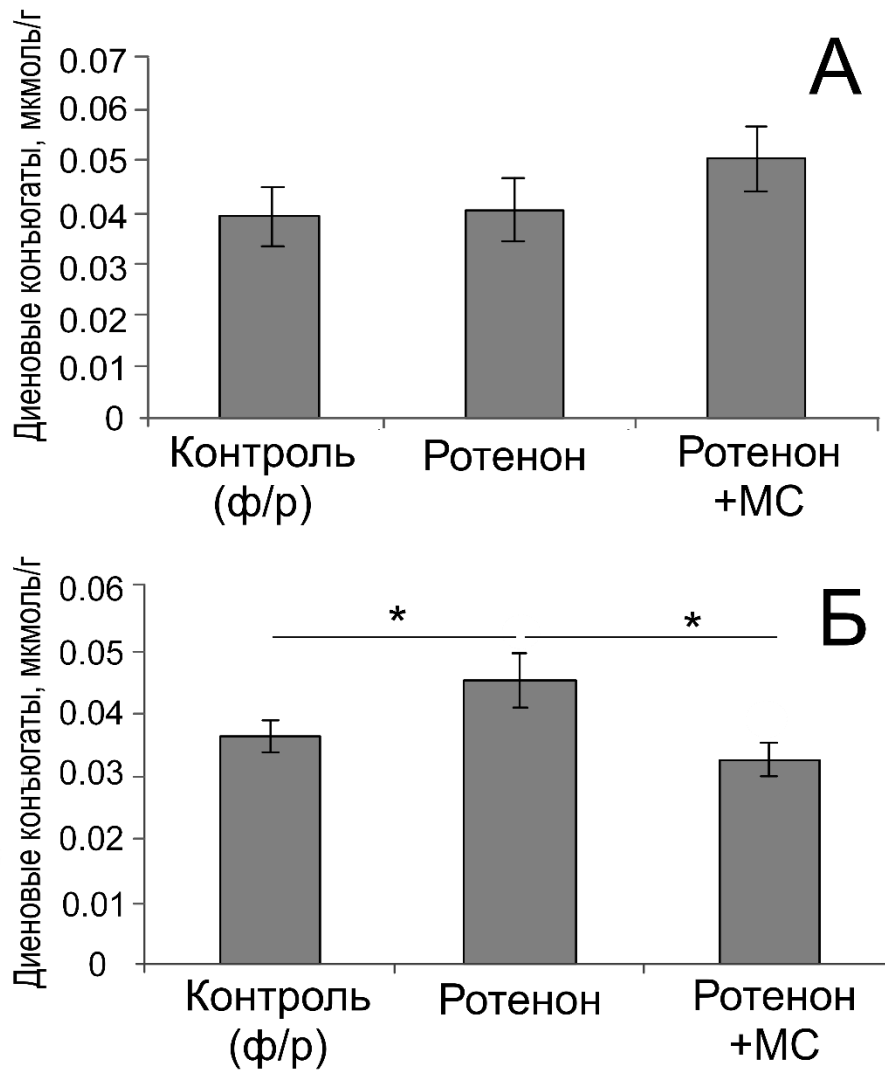 Диеновые конъюгаты, мкмоль/г
0.07
0.06
0.05
0.04
0.03
0.02
0.01
0
А
Контроль
(ф/р)
Ротенон
Ротенон
+МС
Диеновые конъюгаты, мкмоль/г
0.06
0.05
0.04
0.03
0.02
0.01
0
*
*
Б
Контроль
(ф/р)
Ротенон
Ротенон
+МС